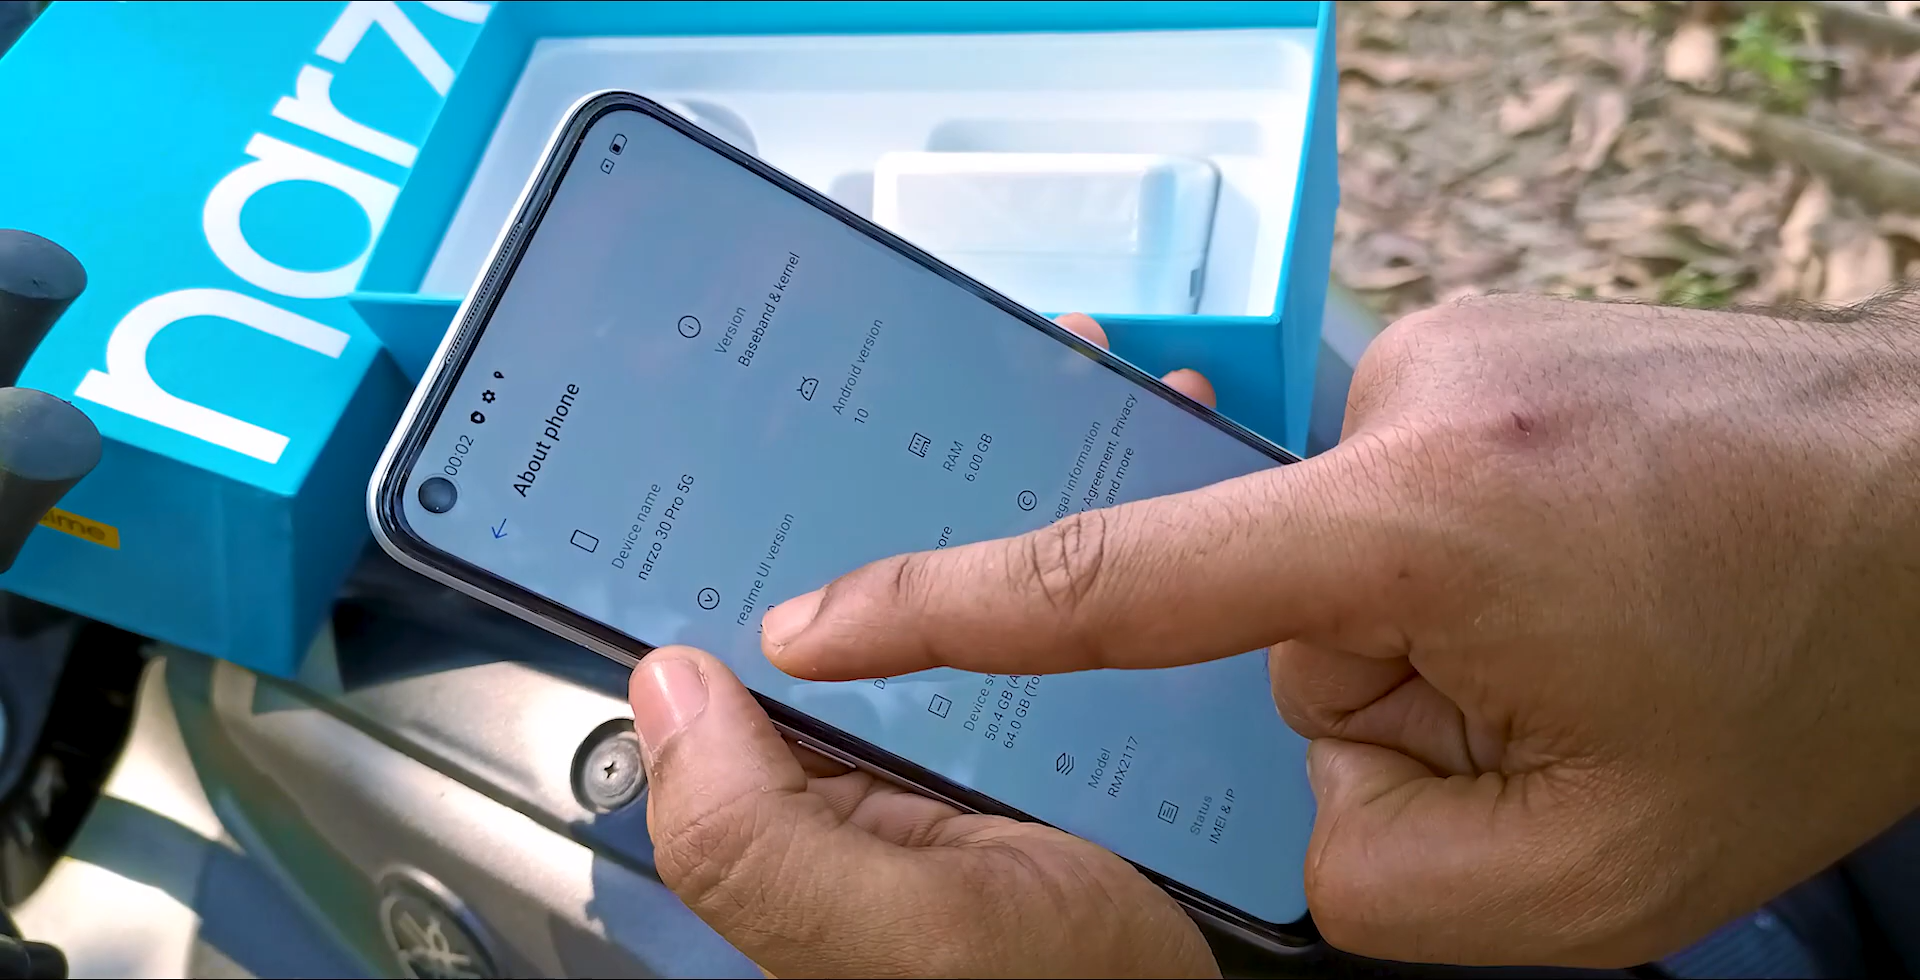 narzo
00:02
About phone
Device name
narzo 30 Pro 5G
Version
Baseband & kernel
realme UI version
Android version
10
RAM
6.00 GB
Device
50.4 GB
64.0 GB
Legal information
Agreement, Privacy
and more
Model
RMX2117
Status
IMEI & IP